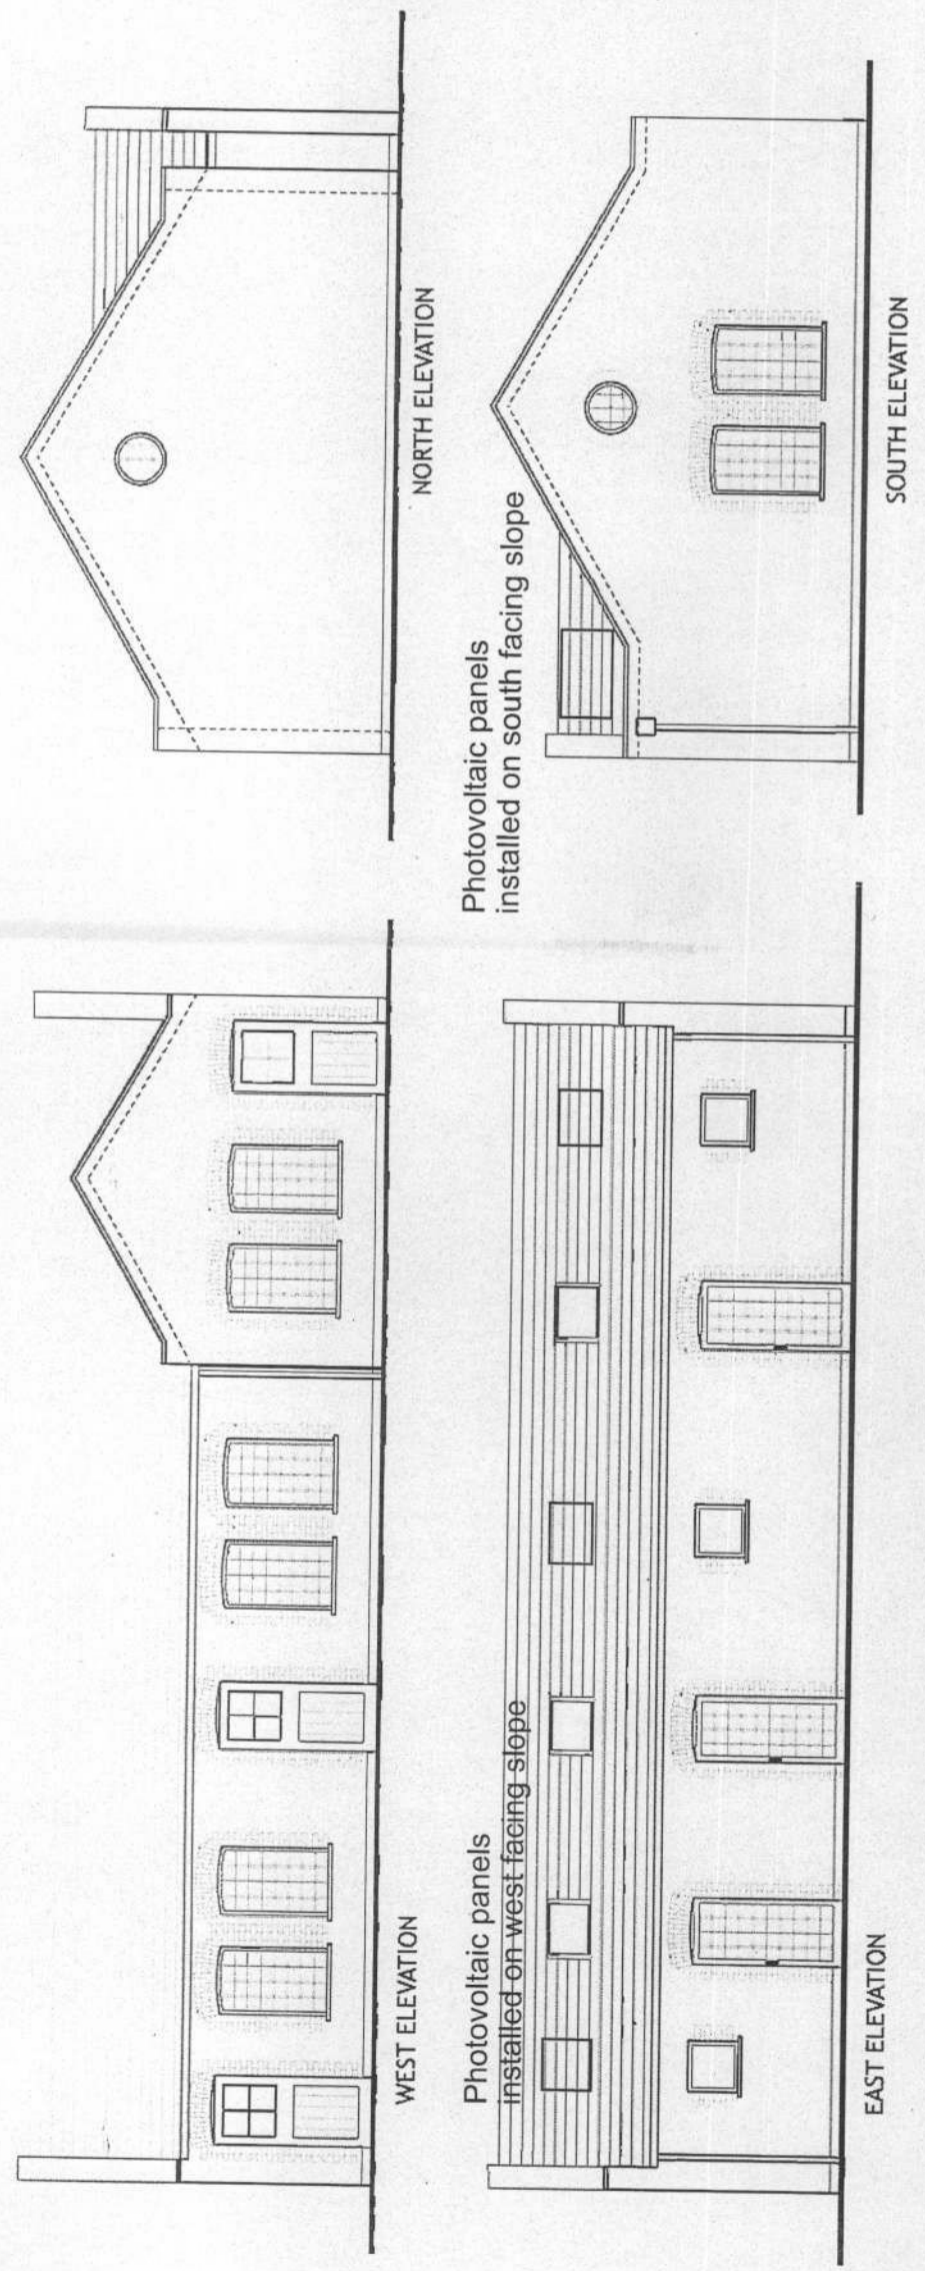 WEST ELEVATION
NORTH ELEVATION
Photovoltaic panels
installed on west facing slope
EAST ELEVATION
Photovoltaic panels
installed on south facing slope
SOUTH ELEVATION